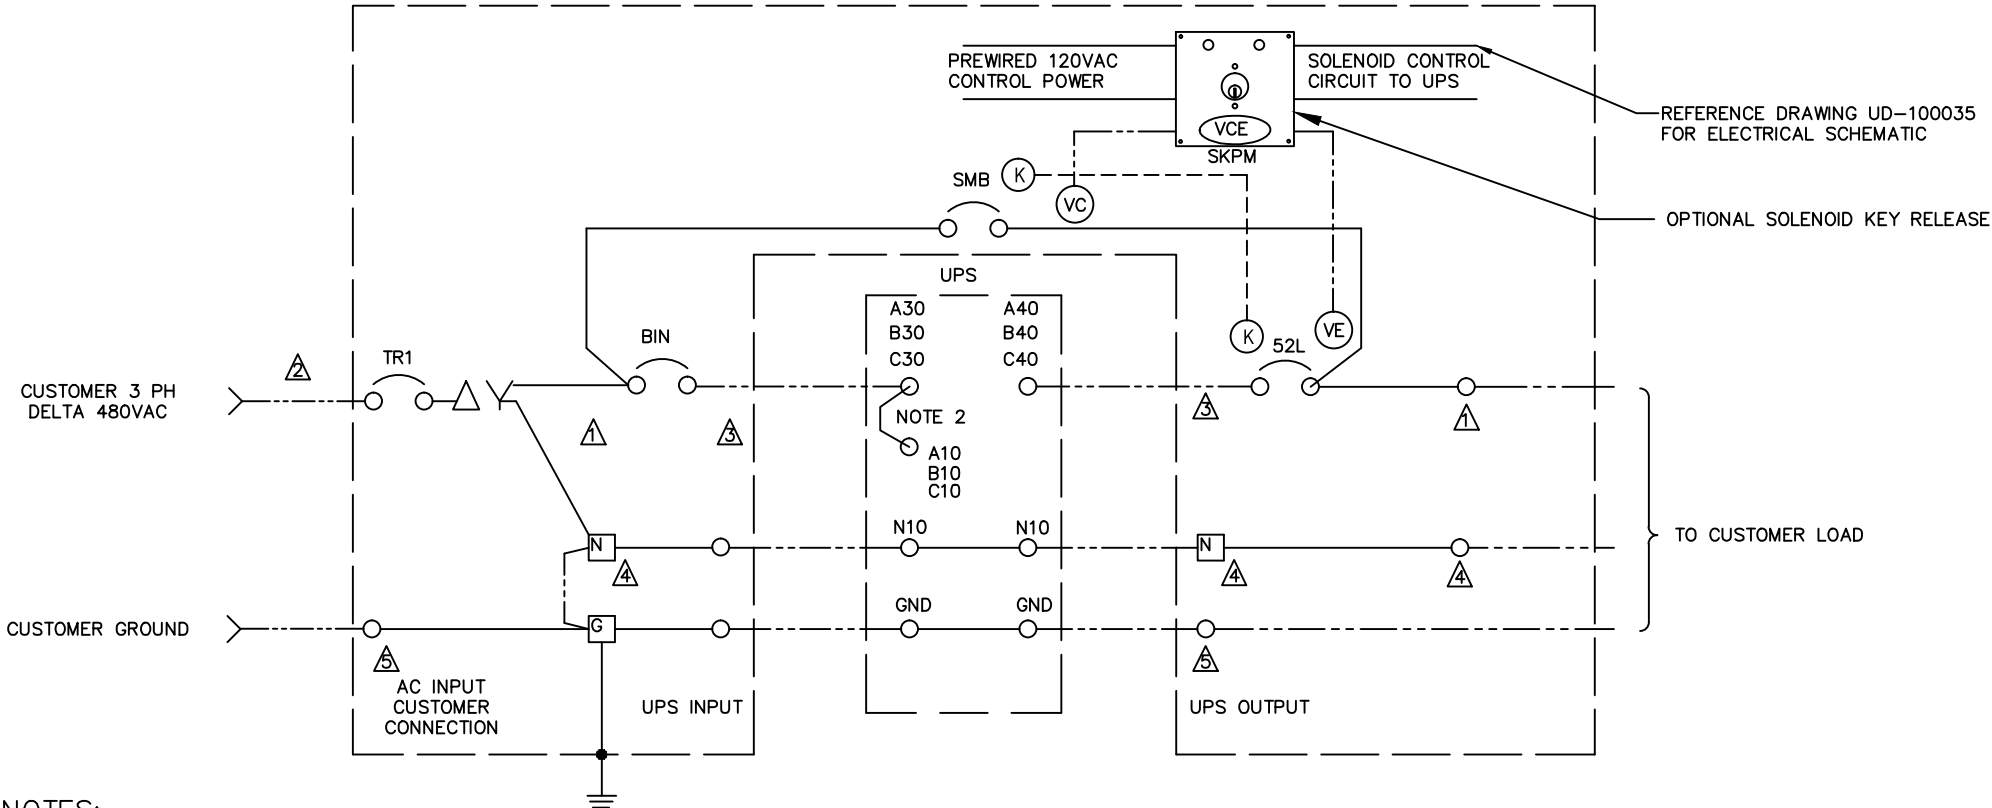 PREWIRED 120VAC
CONTROL POWER
SOLENOID CONTROL
CIRCUIT TO UPS
REFERENCE DRAWING UD-100035
FOR ELECTRICAL SCHEMATIC
VCE
SKPM
SMB
K
VC
OPTIONAL SOLENOID KEY RELEASE
UPS
A30
B30
C30
A40
B40
C40
BIN
K
VE
52L
TR1
2
CUSTOMER 3 PH
DELTA 480VAC
1
3
NOTE 2
A10
B10
C10
3
1
N
4
N10
N10
N
4
4
TO CUSTOMER LOAD
CUSTOMER GROUND
G
GND
GND
5
5
AC INPUT
CUSTOMER
CONNECTION
UPS INPUT
UPS OUTPUT
NOTES: